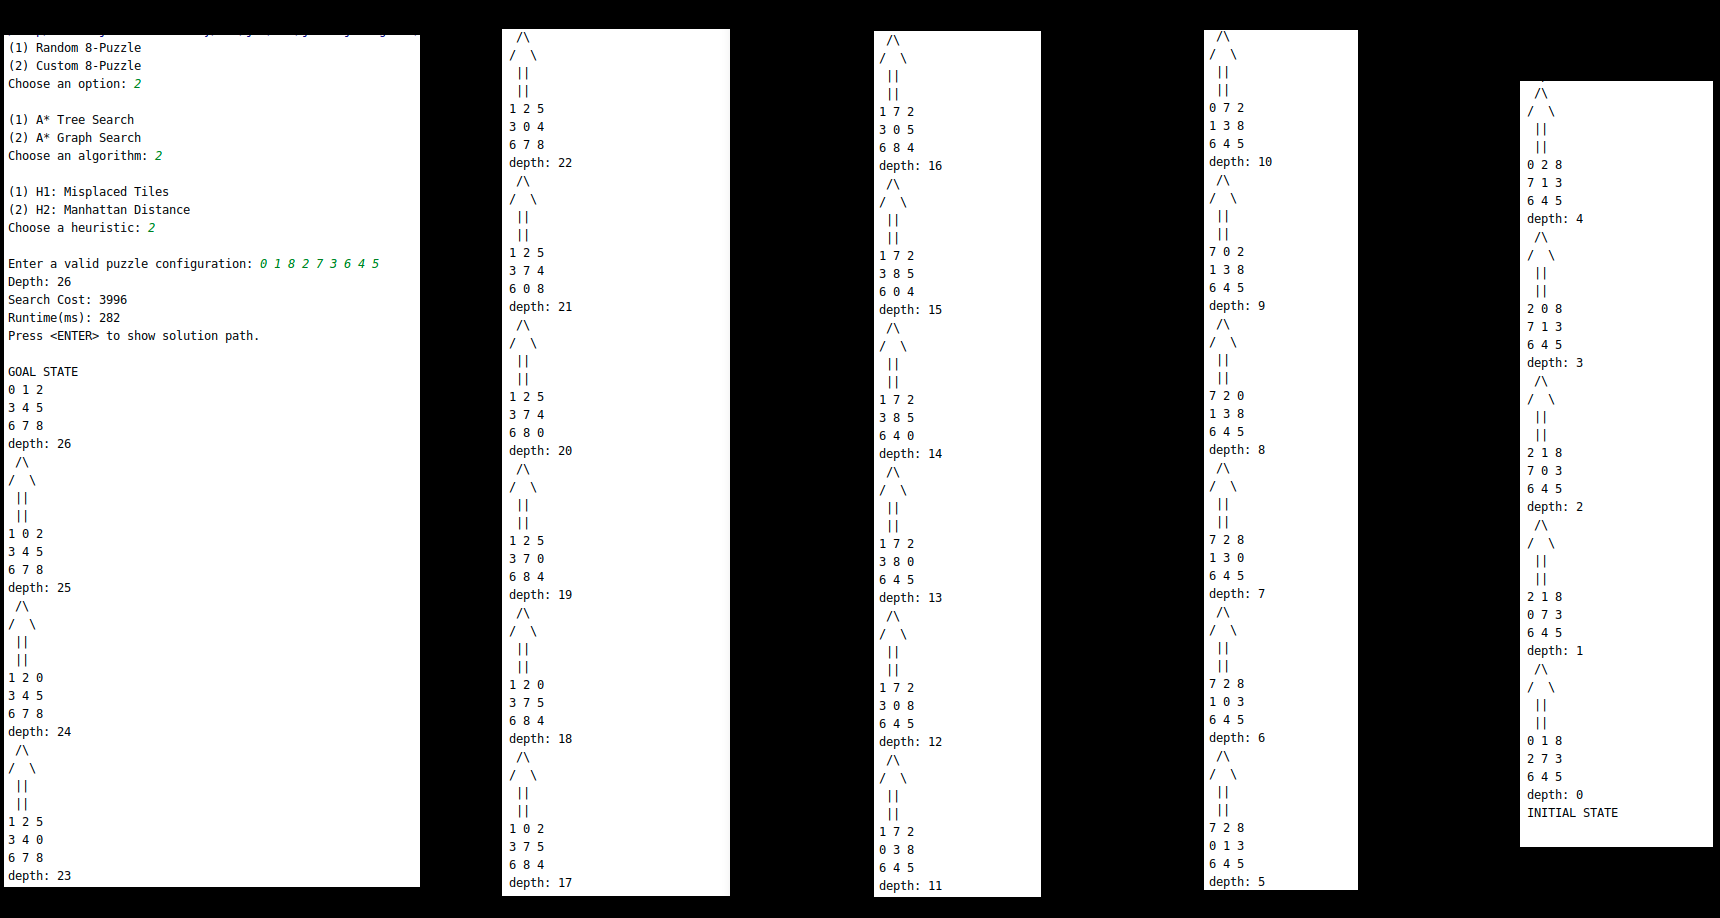 (1) Random 8-Puzzle
(2) Custom 8-Puzzle
Choose an option: 2
(1) A* Tree Search
(2) A* Graph Search
Choose an algorithm: 2
(1) H1: Misplaced Tiles
(2) H2: Manhattan Distance
Choose a heuristic: 2
Enter a valid puzzle configuration: 0 1 8 2 7 3 6 4 5
Depth: 26
Search Cost: 3996
Runtime(ms): 282
Press <ENTER> to show solution path.
GOAL STATE
0 1 2
3 4 5
6 7 8
depth: 26
/\
/  \
||
||
1 0 2
3 4 5
6 7 8
depth: 25
/\
/  \
||
||
1 2 0
3 4 5
6 7 8
depth: 24
/\
/  \
||
||
1 2 5
3 4 0
6 7 8
depth: 23
/\
/  \
||
||
1 2 5
3 0 4
6 7 8
depth: 22
/\
/  \
||
||
1 2 5
3 7 4
6 0 8
depth: 21
/\
/  \
||
||
1 2 5
3 7 4
6 8 0
depth: 20
/\
/  \
||
||
1 2 5
3 7 0
6 8 4
depth: 19
/\
/  \
||
||
1 2 0
3 7 5
6 8 4
depth: 18
/\
/  \
||
||
1 0 2
3 7 5
6 8 4
depth: 17
/\
/  \
||
||
1 7 2
3 0 5
6 8 4
depth: 16
/\
/  \
||
||
1 7 2
3 8 5
6 0 4
depth: 15
/\
/  \
||
||
1 7 2
3 8 5
6 4 0
depth: 14
/\
/  \
||
||
1 7 2
3 8 0
6 4 5
depth: 13
/\
/  \
||
||
1 7 2
3 0 8
6 4 5
depth: 12
/\
/  \
||
||
1 7 2
0 3 8
6 4 5
depth: 11
/\
/  \
||
||
0 7 2
1 3 8
6 4 5
depth: 10
/\
/  \
||
||
7 0 2
1 3 8
6 4 5
depth: 9
/\
/  \
||
||
7 2 0
1 3 8
6 4 5
depth: 8
/\
/  \
||
||
7 2 8
1 3 0
6 4 5
depth: 7
/\
/  \
||
||
7 2 8
1 0 3
6 4 5
depth: 6
/\
/  \
||
||
7 2 8
0 1 3
6 4 5
depth: 5
/\
/  \
||
||
0 2 8
7 1 3
6 4 5
depth: 4
/\
/  \
||
||
2 0 8
7 1 3
6 4 5
depth: 3
/\
/  \
||
||
2 1 8
7 0 3
6 4 5
depth: 2
/\
/  \
||
||
2 1 8
0 7 3
6 4 5
depth: 1
/\
/  \
||
||
0 1 8
2 7 3
6 4 5
depth: 0
INITIAL STATE